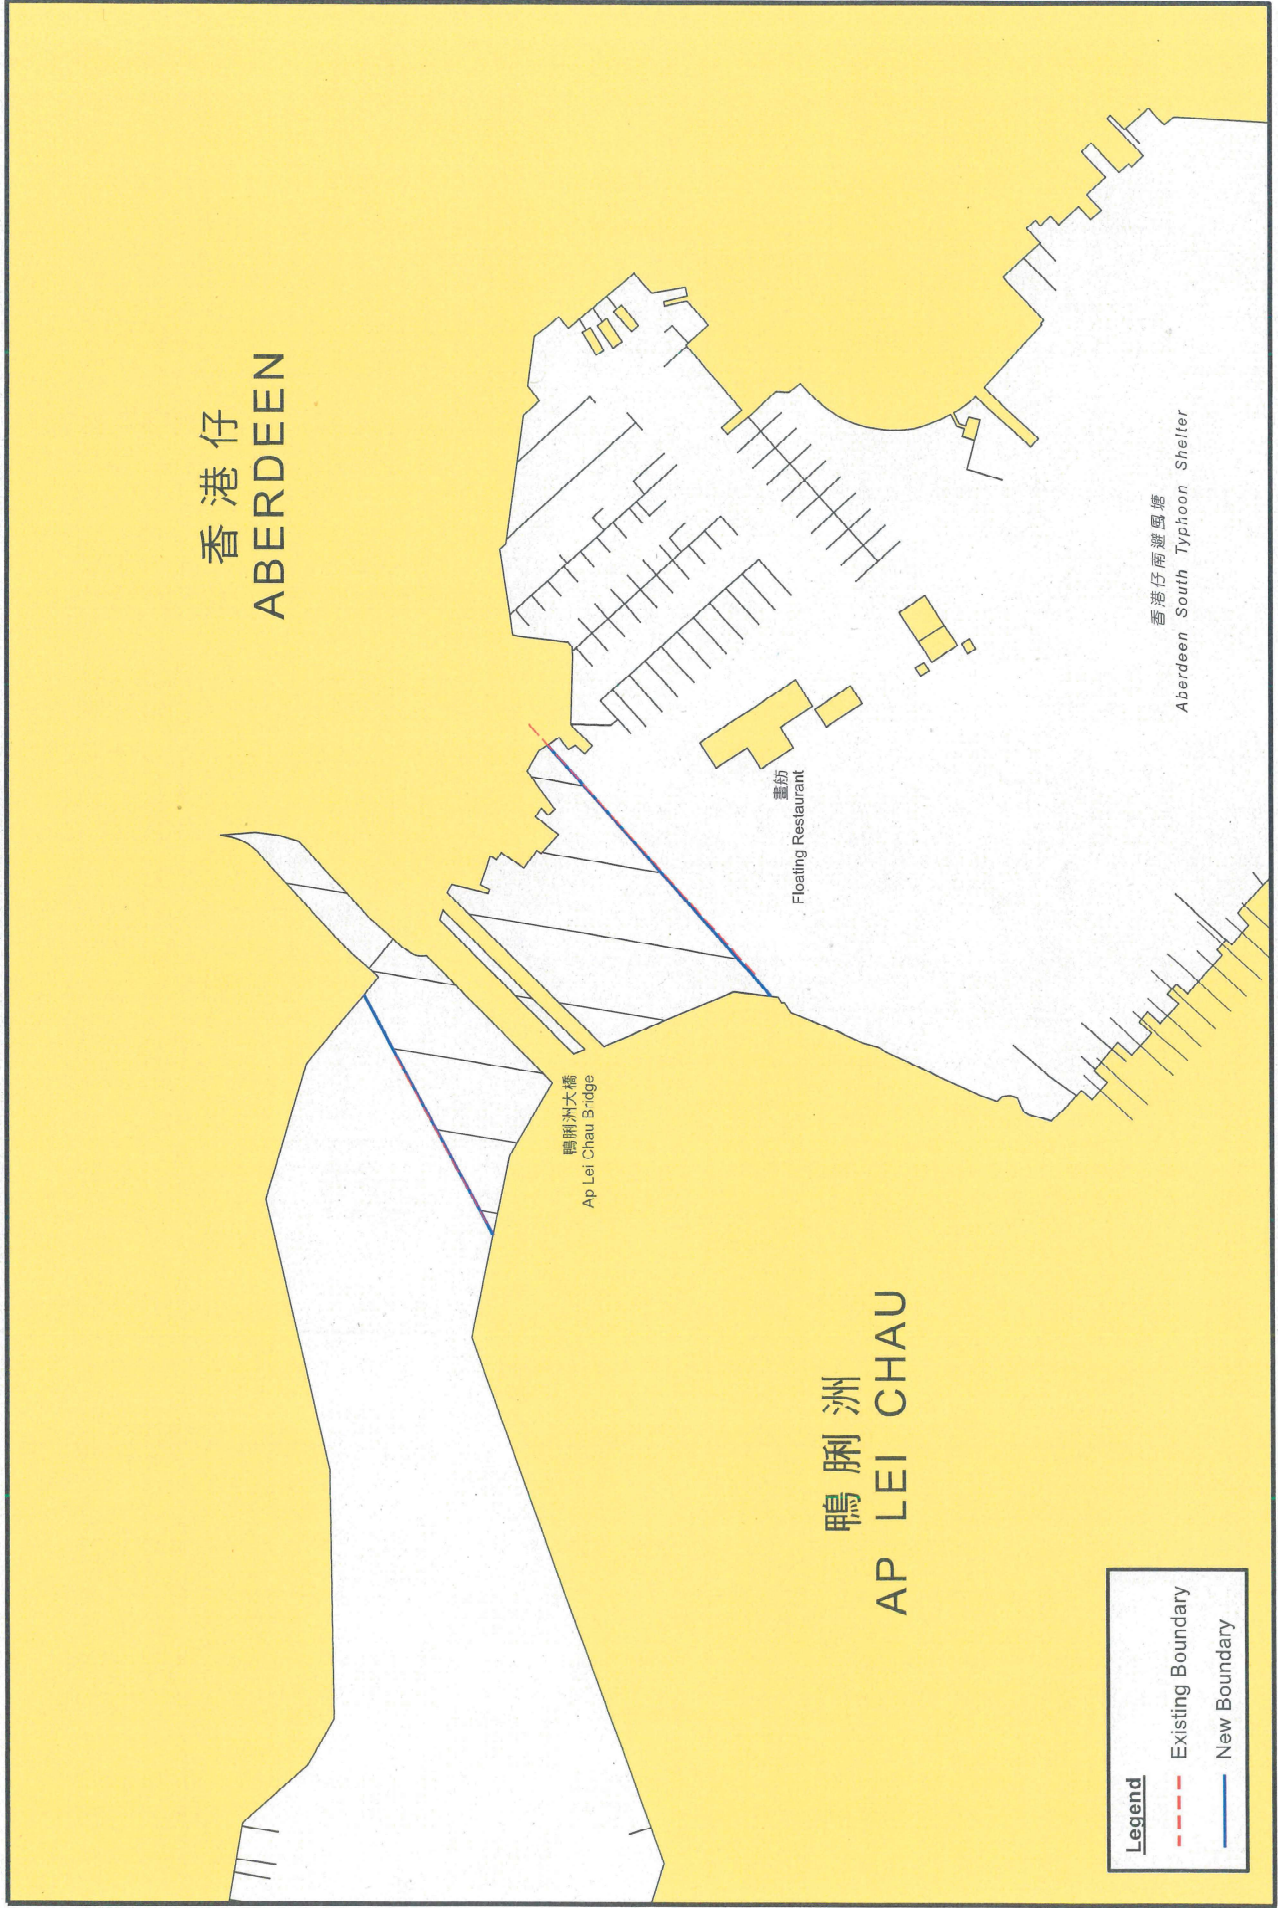 香港仔
ABERDEEN
畫舫
Floating Restaurant
香港仔南避風塘
Aberdeen South Typhoon Shelter
鴨脷洲大橋
Ap Lei Chau Bridge
鴨脷洲
AP LEI CHAU
Legend
Existing Boundary
New Boundary